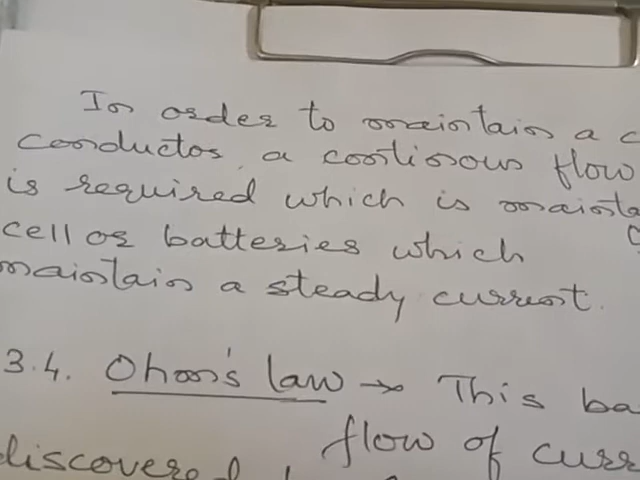 In order to maintain a c
conductor a continous flow
is required which is mainta
cell or batteries which
maintain a steady current.
3.4. Ohm's law → This ba
flow of curr
discovered